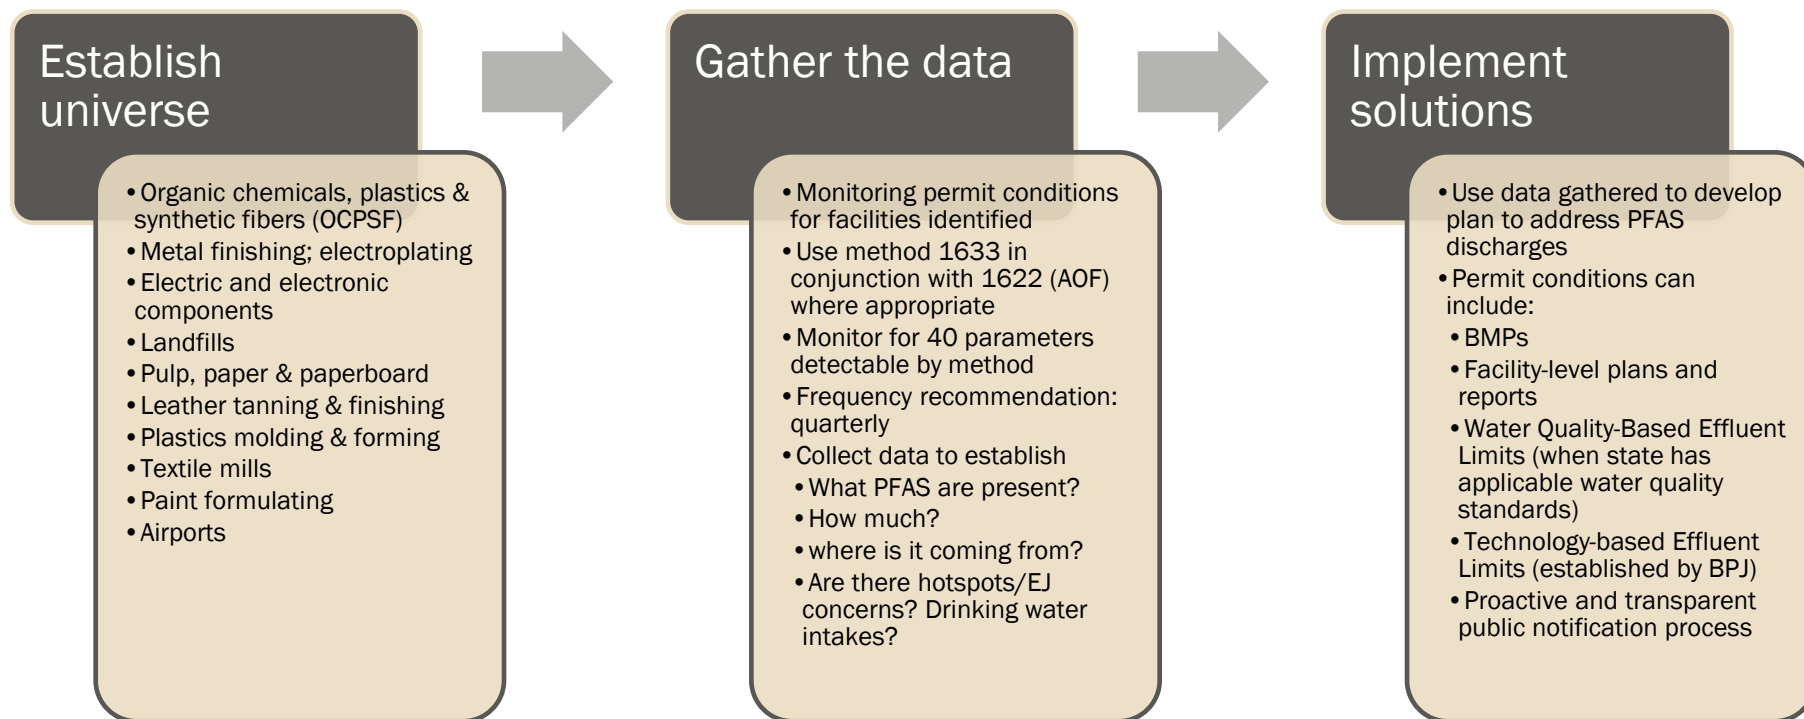 Establish
universe
• Organic chemicals, plastics &
synthetic fibers (OCPSF)
• Metal finishing; electroplating
• Electric and electronic
components
• Landfills
• Pulp, paper & paperboard
• Leather tanning & finishing
• Plastics molding & forming
• Textile mills
• Paint formulating
• Airports
Gather the data
• Monitoring permit conditions
for facilities identified
• Use method 1633 in
conjunction with 1622 (AOF)
where appropriate
• Monitor for 40 parameters
detectable by method
• Frequency recommendation:
quarterly
• Collect data to establish
• What PFAS are present?
• How much?
• where is it coming from?
• Are there hotspots/EJ
concerns? Drinking water
intakes?
Implement
solutions
• Use data gathered to develop
plan to address PFAS
discharges
• Permit conditions can
include:
• BMPs
• Facility-level plans and
reports
• Water Quality-Based Effluent
Limits (when state has
applicable water quality
standards)
• Technology-based Effluent
Limits (established by BPJ)
• Proactive and transparent
public notification process